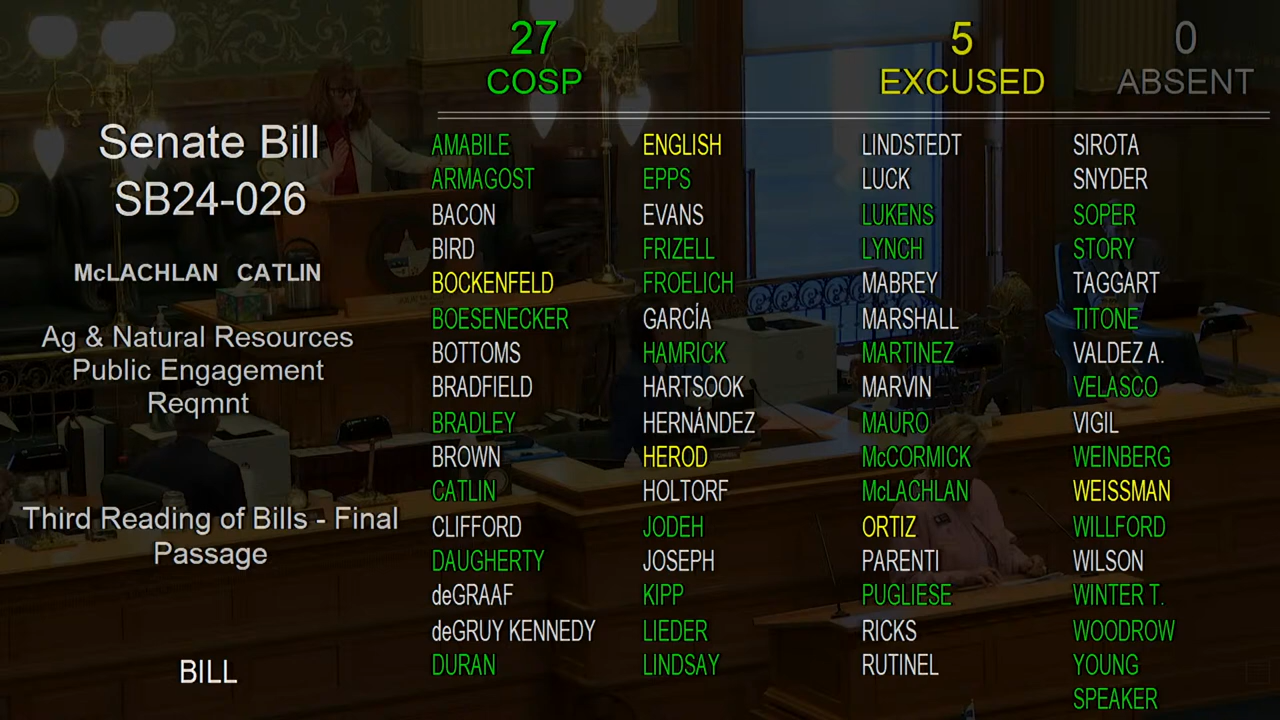 27
COSP
5
EXCUSED
0
ABSENT
Senate Bill
SB24-026
McLACHLAN CATLIN
Ag & Natural Resources
Public Engagement
Reqmnt
Third Reading of Bills - Final
Passage
BILL
AMABILE
ARMAGOST
BACON
BIRD
BOCKENFELD
BOESENECKER
BOTTOMS
BRADFIELD
BRADLEY
BROWN
CATLIN
CLIFFORD
DAUGHERTY
deGRAAF
deGRUY KENNEDY
DURAN
ENGLISH
EPPS
EVANS
FRIZELL
FROELICH
GARCÍA
HAMRICK
HARTSOOK
HERNÁNDEZ
HEROD
HOLTORF
JODEH
JOSEPH
KIPP
LIEDER
LINDSAY
LINDSTEDT
LUCK
LUKENS
LYNCH
MABREY
MARSHALL
MARTINEZ
MARVIN
MAURO
McCORMICK
McLACHLAN
ORTIZ
PARENTI
PUGLIESE
RICKS
RUTINEL
SIROTA
SNYDER
SOPER
STORY
TAGGART
TITONE
VALDEZ A.
VELASCO
VIGIL
WEINBERG
WEISSMAN
WILLFORD
WILSON
WINTER T.
WOODROW
YOUNG
SPEAKER